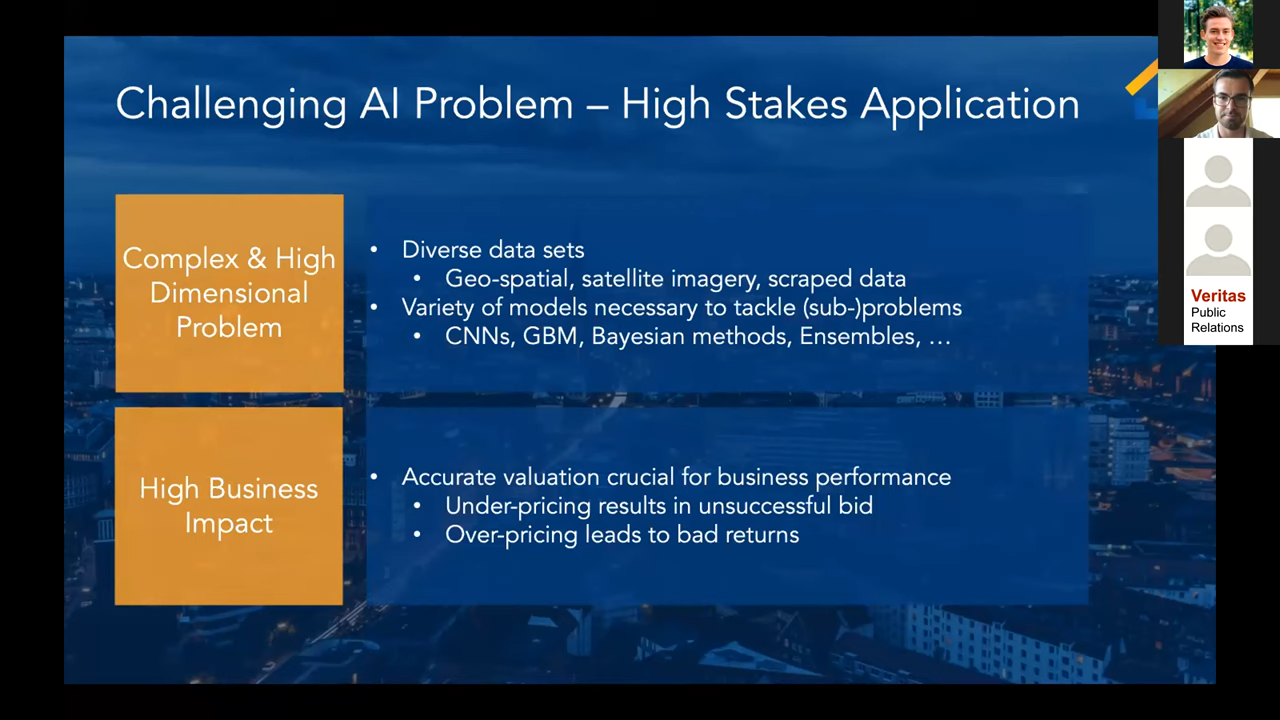 Challenging AI Problem – High Stakes Application
Complex & High
Dimensional
Problem
• Diverse data sets
• Geo-spatial, satellite imagery, scraped data
• Variety of models necessary to tackle (sub-)problems
• CNNs, GBM, Bayesian methods, Ensembles, …
High Business
Impact
• Accurate valuation crucial for business performance
• Under-pricing results in unsuccessful bid
• Over-pricing leads to bad returns
Veritas
Public
Relations